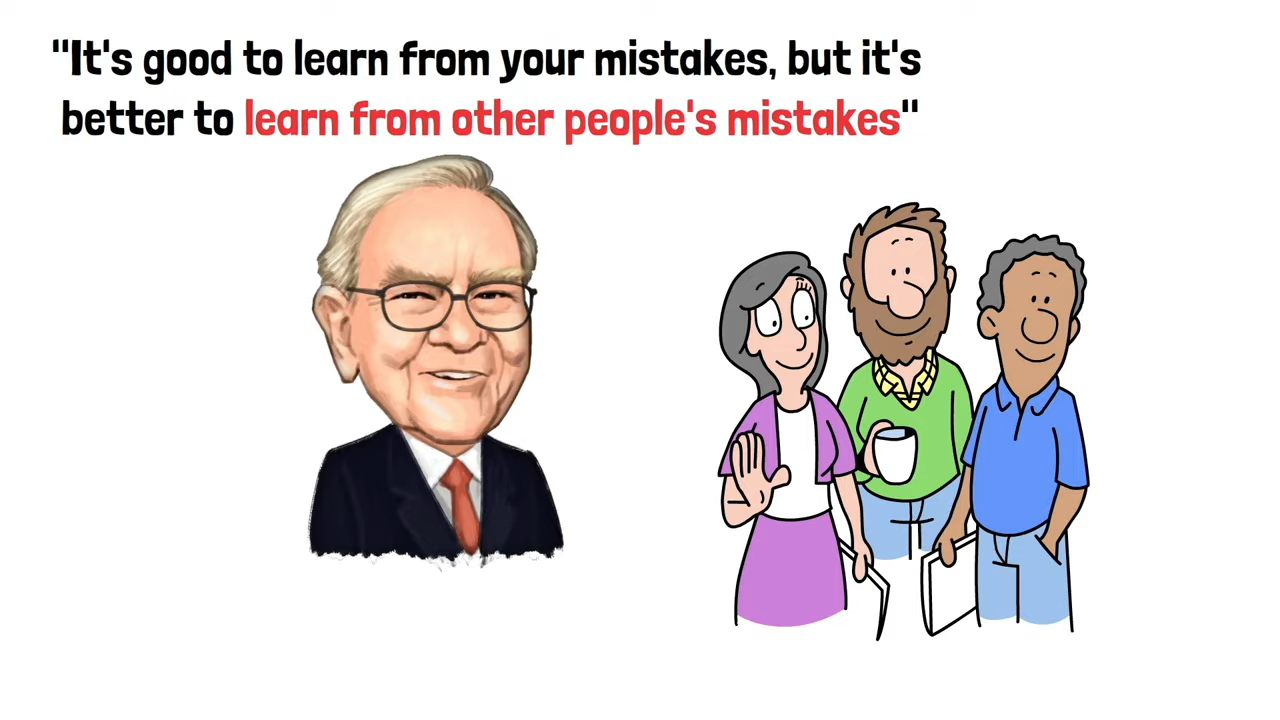 "It's good to learn from your mistakes, but it's
better to learn from other people's mistakes"